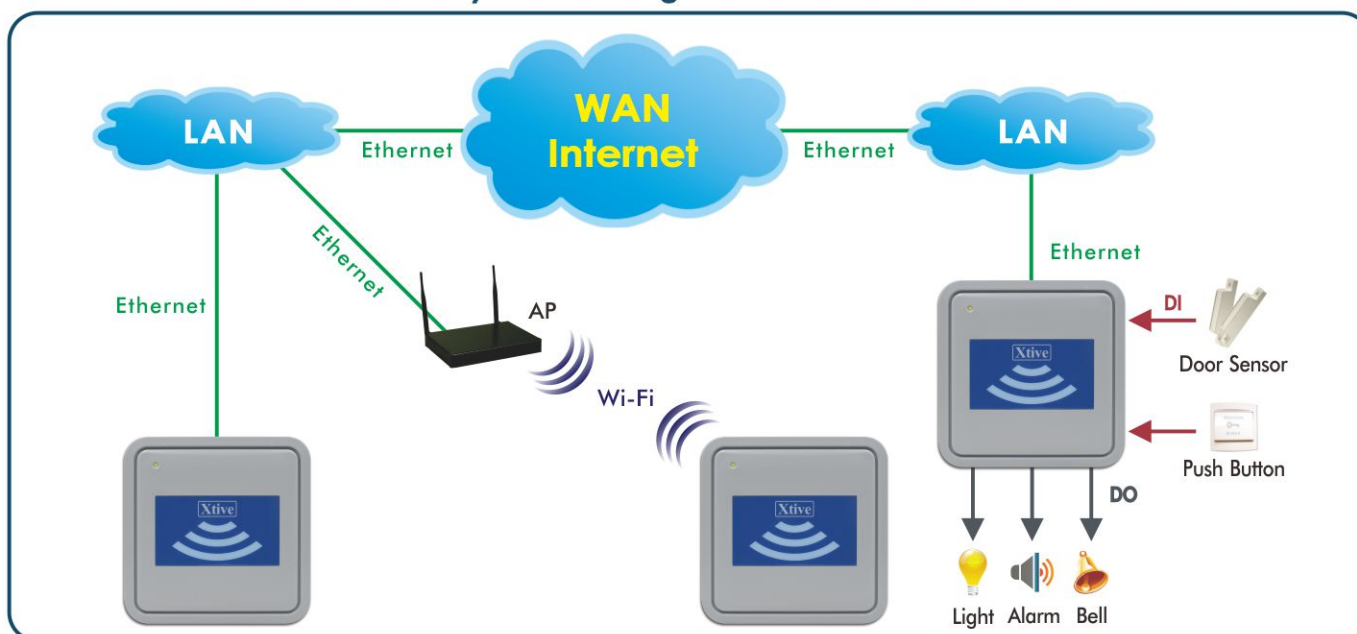 WAN
Internet
LAN
LAN
Ethernet
Ethernet
Ethernet
Ethernet
Ethernet
AP
Wi-Fi
DI
Door Sensor
Push Button
DO
Xtive
Xtive
Xtive
Light
Alarm
Bell